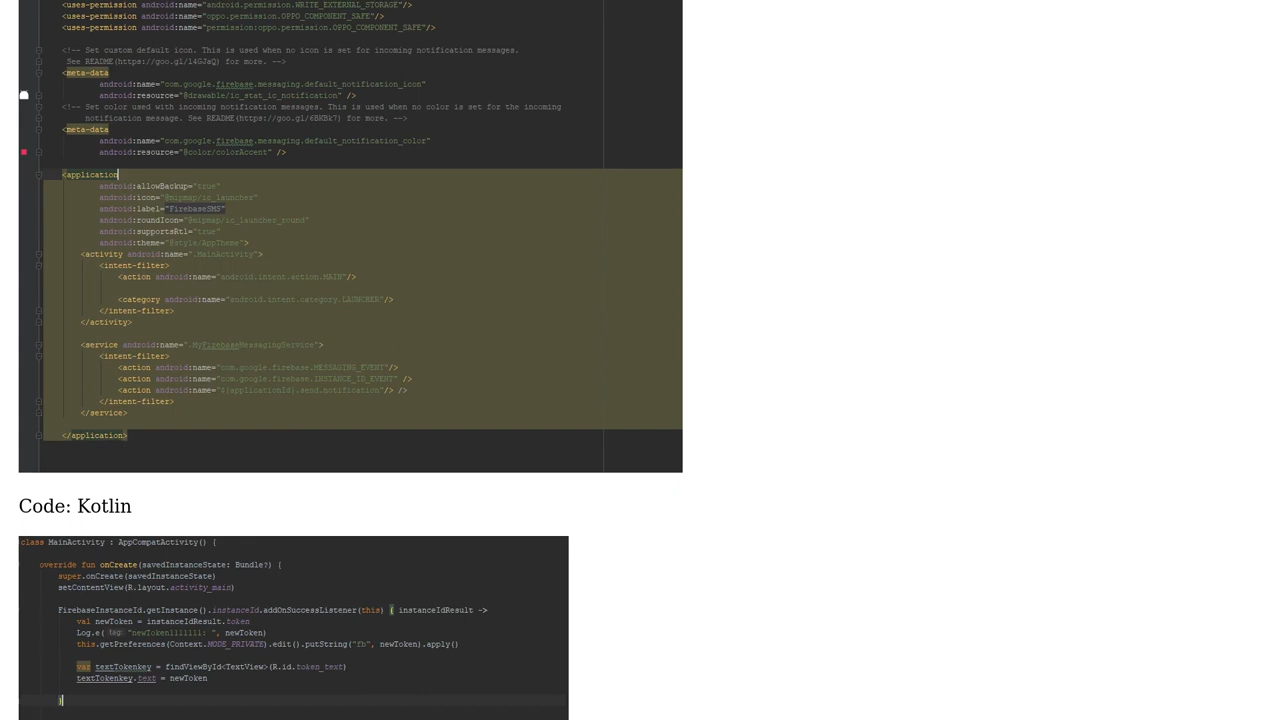 <uses-permission android:name="android.permission.WRITE_EXTERNAL_STORAGE"/>
<uses-permission android:name="oppo.permission.OPPO_COMPONENT_SAFE"/>
<uses-permission android:name="permission:oppo.permission.OPPO_COMPONENT_SAFE"/>
<!-- Set custom default icon. This is used when no icon is set for incoming notification messages.
See README(https://goo.gl/l4GJaQ) for more. -->
<meta-data
android:name="com.google.firebase.messaging.default_notification_icon"
android:resource="@drawable/ic_stat_ic_notification" />
<!-- Set color used with incoming notification messages. This is used when no color is set for the incoming
notification message. See README(https://goo.gl/6BKBk7) for more. -->
<meta-data
android:name="com.google.firebase.messaging.default_notification_color"
android:resource="@color/colorAccent" />
<application
android:allowBackup="true"
android:icon="@mipmap/ic_launcher"
android:label="FirebaseSMS"
android:roundIcon="@mipmap/ic_launcher_round"
android:supportsRtl="true"
android:theme="@style/AppTheme">
<activity android:name=".MainActivity">
<intent-filter>
<action android:name="android.intent.action.MAIN"/>
<category android:name="android.intent.category.LAUNCHER"/>
</intent-filter>
</activity>
<service android:name=".MyFirebaseMessagingService">
<intent-filter>
<action android:name="com.google.firebase.MESSAGING_EVENT"/>
<action android:name="com.google.firebase.INSTANCE_ID_EVENT" />
<action android:name="${applicationId}.send.notification"/> />
</intent-filter>
</service>
</application>
Code: Kotlin
class MainActivity : AppCompatActivity() {
override fun onCreate(savedInstanceState: Bundle?) {
super.onCreate(savedInstanceState)
setContentView(R.layout.activity_main)
FirebaseInstanceId.getInstance().instanceId.addOnSuccessListener(this) { instanceIdResult ->
val newToken = instanceIdResult.token
Log.e( tag: "newToken1111111: ", newToken)
this.getPreferences(Context.MODE_PRIVATE).edit().putString("fb", newToken).apply()
var textTokenkey = findViewById<TextView>(R.id.token_text)
textTokenkey.text = newToken
}